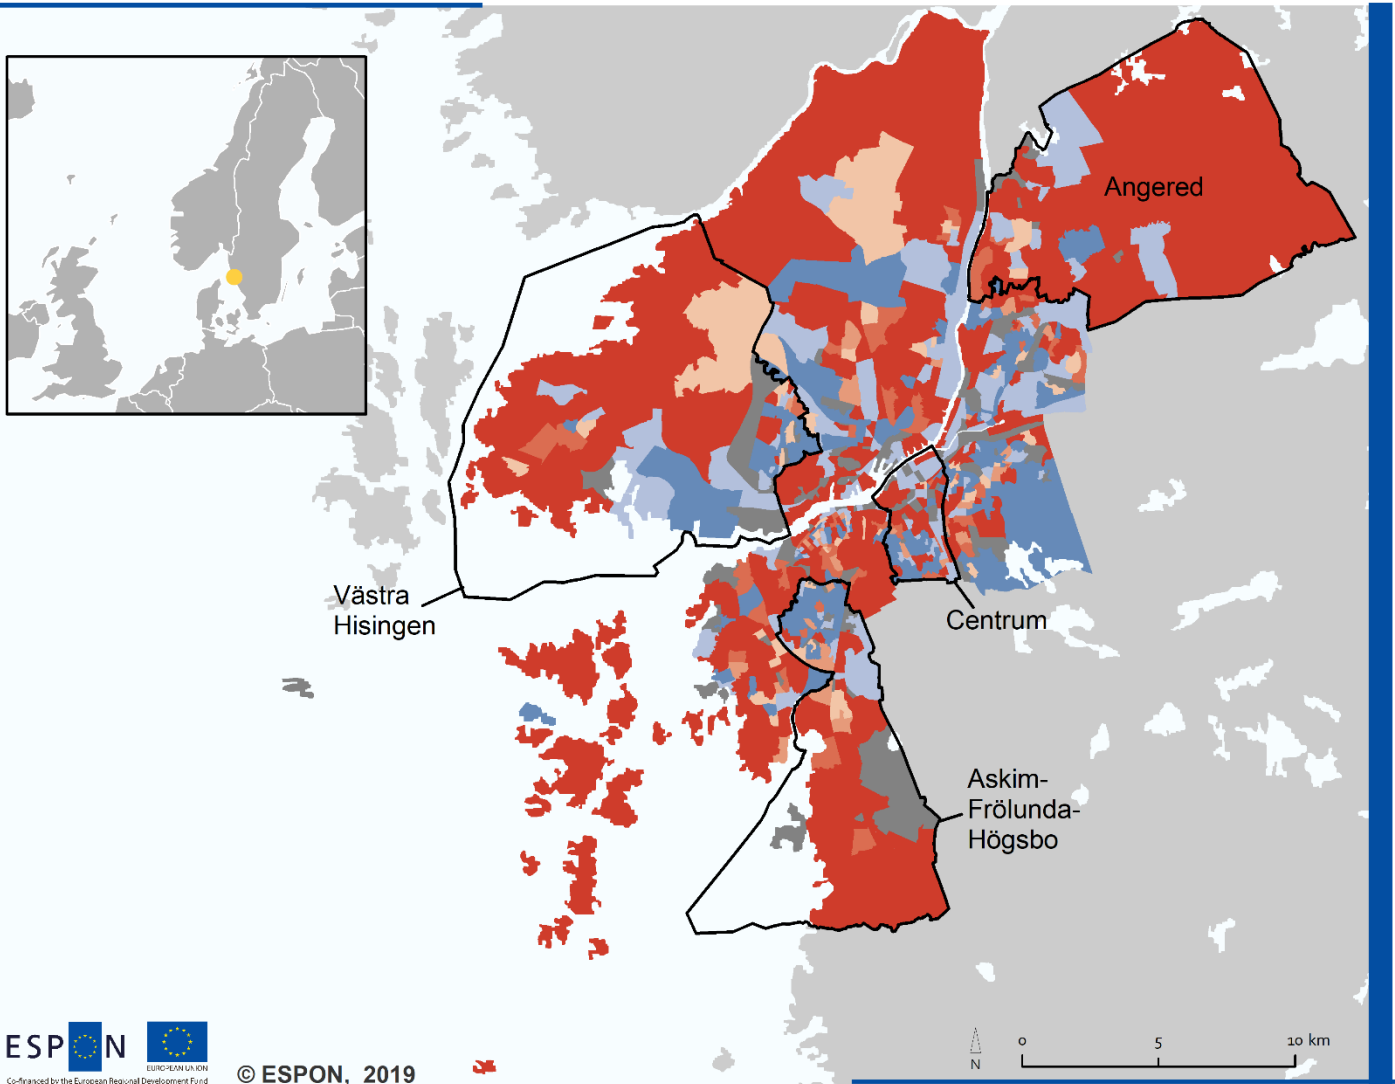 Angered
Västra
Hisingen
Centrum
Askim-
Frölunda-
Högsbo
ESPON
EUROPEAN UNION
Co-financed by the European Regional Development Fund
© ESPON, 2019
N
0 5 10 km